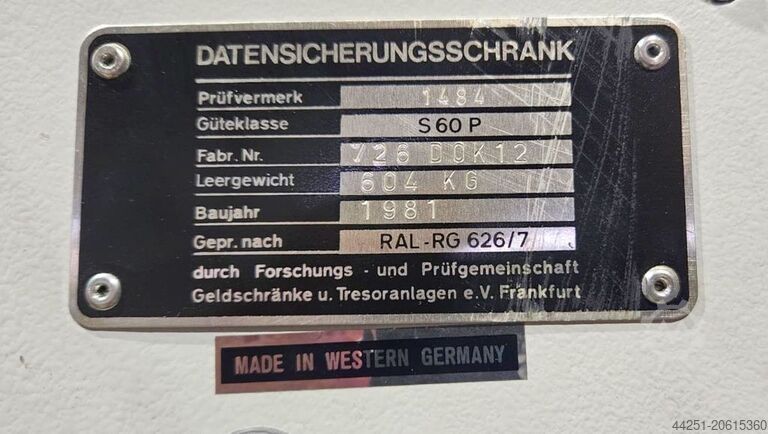 DATENSICHERUNGSSCHRANK
Prüfvermerk 1484
Güteklasse S 60 P
Fabr. Nr. 726 DOK12
Leergewicht 604 KG
Baujahr 1981
Gepr. nach RAL-RG 626/7
durch Forschungs - und Prüfgemeinschaft
Geldschränke u. Tresoranlagen e.V. Frankfurt
MADE IN WESTERN GERMANY
44251-20615360